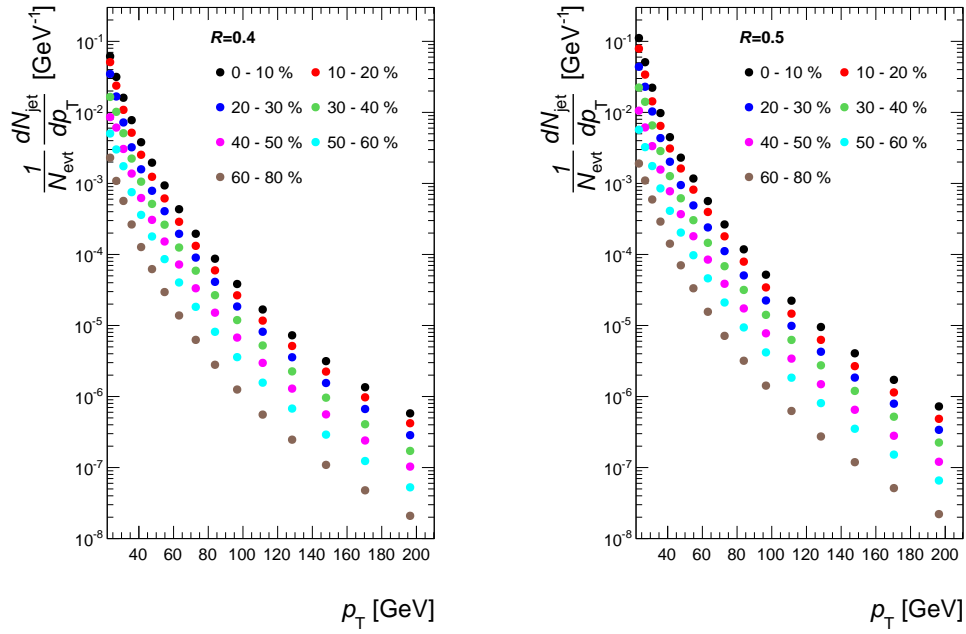 1/N_evt dN_jet/dp_T [GeV^-1]
R=0.4
0 - 10 %
10 - 20 %
20 - 30 %
30 - 40 %
40 - 50 %
50 - 60 %
60 - 80 %
10^-1
10^-2
10^-3
10^-4
10^-5
10^-6
10^-7
10^-8
40 60 80 100 120 140 160 180 200
p_T [GeV]
1/N_evt dN_jet/dp_T [GeV^-1]
R=0.5
0 - 10 %
10 - 20 %
20 - 30 %
30 - 40 %
40 - 50 %
50 - 60 %
60 - 80 %
10^-1
10^-2
10^-3
10^-4
10^-5
10^-6
10^-7
10^-8
40 60 80 100 120 140 160 180 200
p_T [GeV]